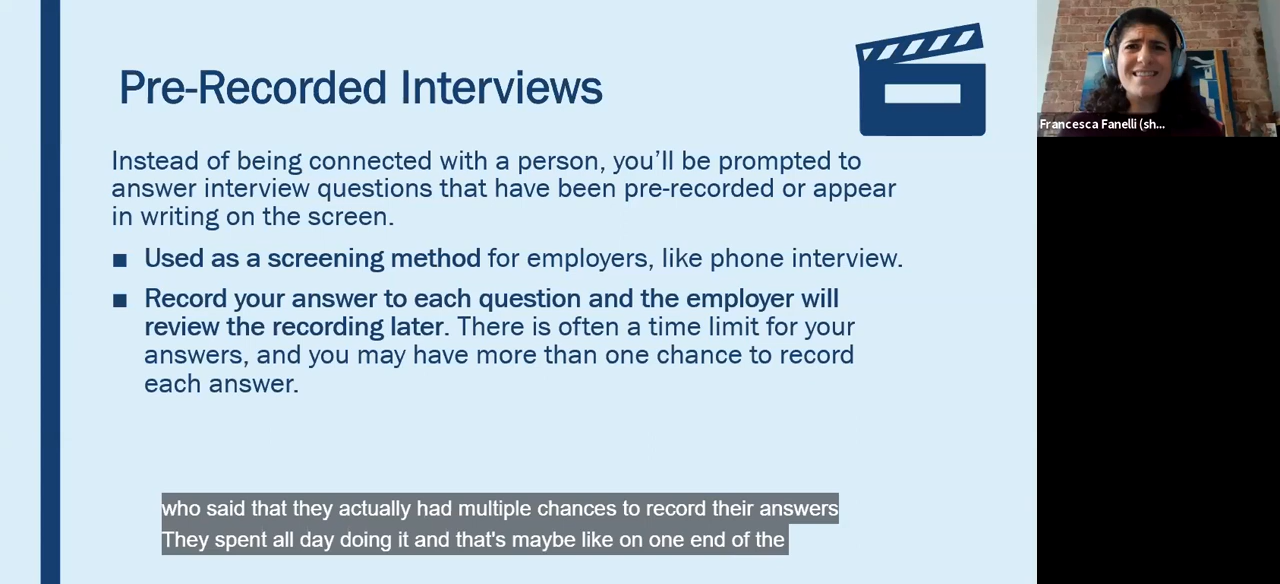 Pre-Recorded Interviews
Instead of being connected with a person, you’ll be prompted to
answer interview questions that have been pre-recorded or appear
in writing on the screen.
■ Used as a screening method for employers, like phone interview.
■ Record your answer to each question and the employer will
review the recording later. There is often a time limit for your
answers, and you may have more than one chance to record
each answer.
who said that they actually had multiple chances to record their answers
They spent all day doing it and that's maybe like on one end of the
Francesca Fanelli (sh...